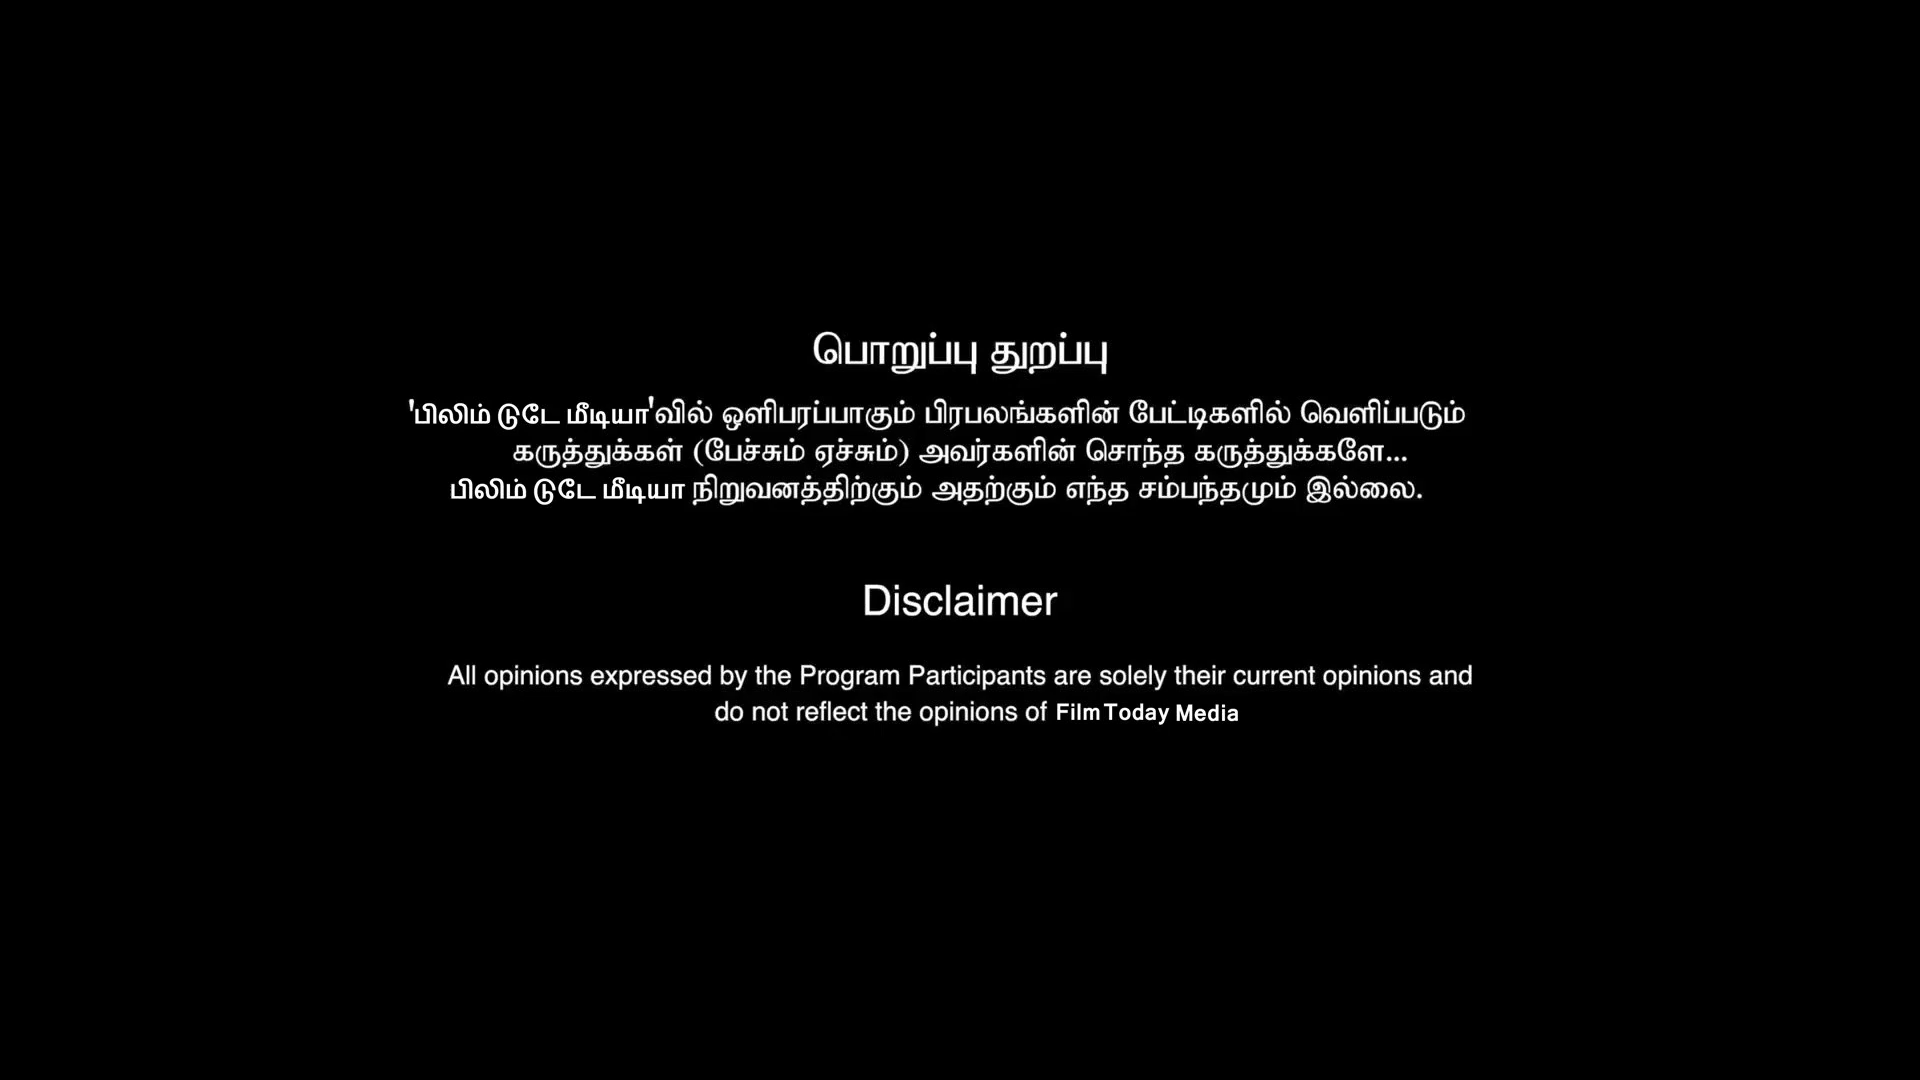 பொறுப்பு துறப்பு
'பிலிம் டுடே மீடியா'வில் ஒளிபரப்பாகும் பிரபலங்களின் பேட்டிகளில் வெளிப்படும்
கருத்துக்கள் (பேச்சும் ஏச்சும்) அவர்களின் சொந்த கருத்துக்களே...
பிலிம் டுடே மீடியா நிறுவனத்திற்கும் அதற்கும் எந்த சம்பந்தமும் இல்லை.
Disclaimer
All opinions expressed by the Program Participants are solely their current opinions and
do not reflect the opinions of Film Today Media